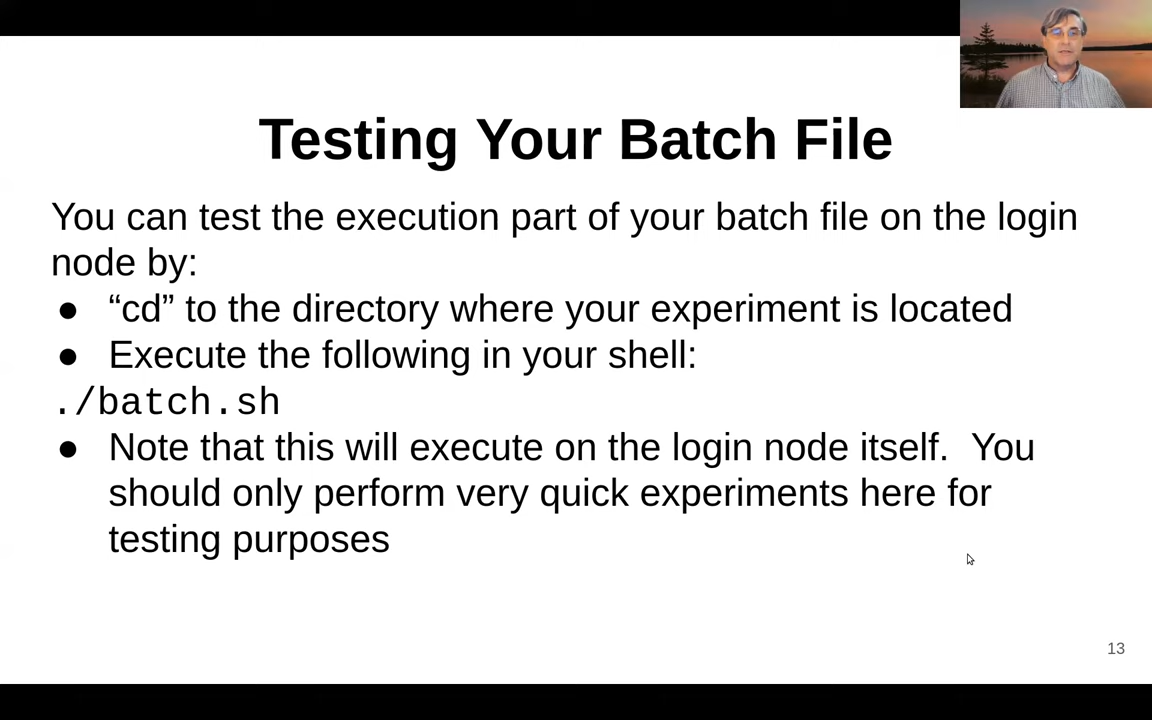 Testing Your Batch File
You can test the execution part of your batch file on the login
node by:
● “cd” to the directory where your experiment is located
● Execute the following in your shell:
./batch.sh
● Note that this will execute on the login node itself.  You
should only perform very quick experiments here for
testing purposes
13